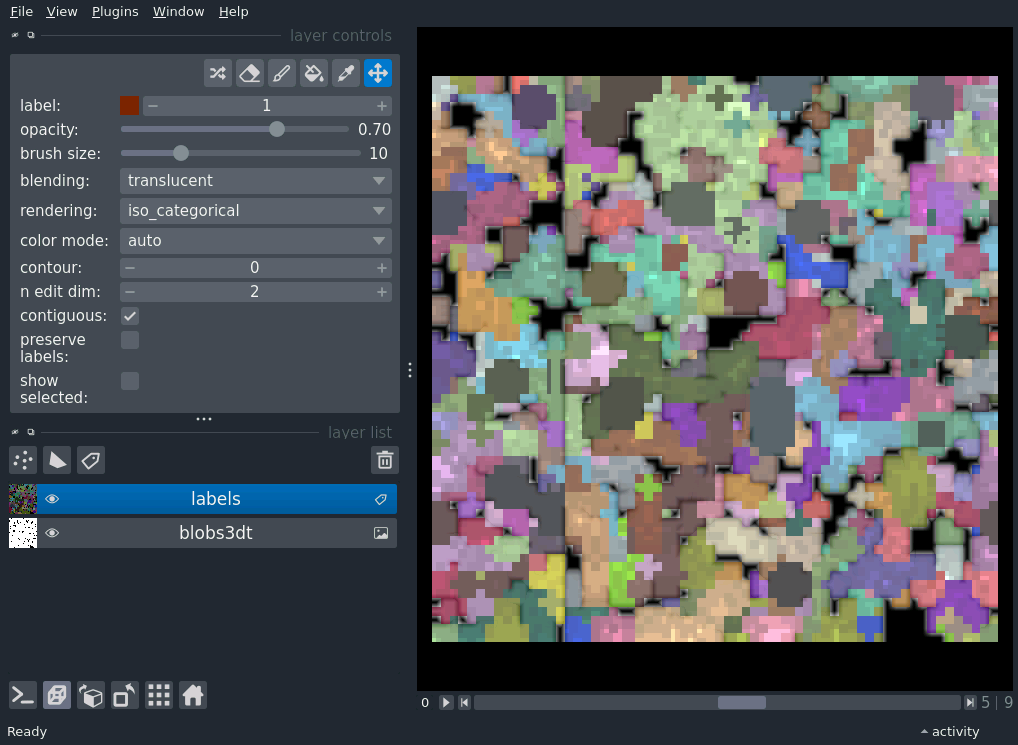 File View Plugins Window Help
layer controls
label: 1
opacity: 0.70
brush size: 10
blending: translucent
rendering: iso_categorical
color mode: auto
contour: 0
n edit dim: 2
contiguous:
preserve
labels:
show
selected:
layer list
labels
blobs3dt
0 5 | 9
Ready activity